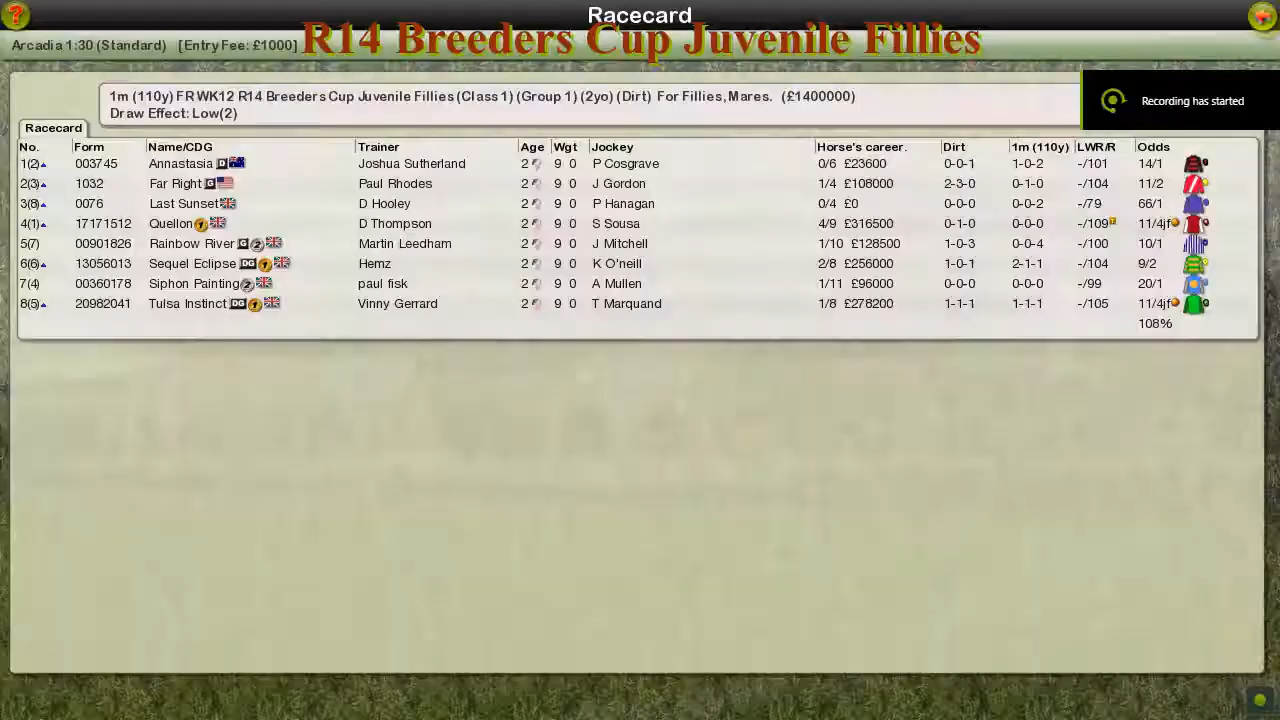 Racecard
R14 Breeders Cup Juvenile Fillies
Arcadia 1:30 (Standard) [Entry Fee: £1000]
1m (110y) FR WK12 R14 Breeders Cup Juvenile Fillies (Class 1) (Group 1) (2yo) (Dirt) For Fillies, Mares. (£1400000)
Draw Effect: Low(2)
Recording has started
Racecard
No. Form Name/CDG Trainer Age Wgt Jockey Horse's career. Dirt 1m (110y) LWR/R Odds
1(2) 003745 Annastasia D Joshua Sutherland 2 9 0 P Cosgrave 0/6 £23600 0-0-1 1-0-2 -/101 14/1
2(3) 1032 Far Right G Paul Rhodes 2 9 0 J Gordon 1/4 £108000 2-3-0 0-1-0 -/104 11/2
3(8) 0076 Last Sunset D Hooley 2 9 0 P Hanagan 0/4 £0 0-0-0 0-0-2 -/79 66/1
4(1) 17171512 Quellon 1 D Thompson 2 9 0 S Sousa 4/9 £316500 0-1-0 0-0-0 -/109 11/4jf
5(7) 00901826 Rainbow River G 2 Martin Leedham 2 9 0 J Mitchell 1/10 £128500 1-0-3 0-0-4 -/100 10/1
6(6) 13056013 Sequel Eclipse DG 1 Hemz 2 9 0 K O'neill 2/8 £256000 1-0-1 2-1-1 -/104 9/2
7(4) 00360178 Siphon Painting 2 paul fisk 2 9 0 A Mullen 1/11 £96000 0-0-0 0-0-0 -/99 20/1
8(5) 20982041 Tulsa Instinct DG 1 Vinny Gerrard 2 9 0 T Marquand 1/8 £278200 1-1-1 1-1-1 -/105 11/4jf
108%